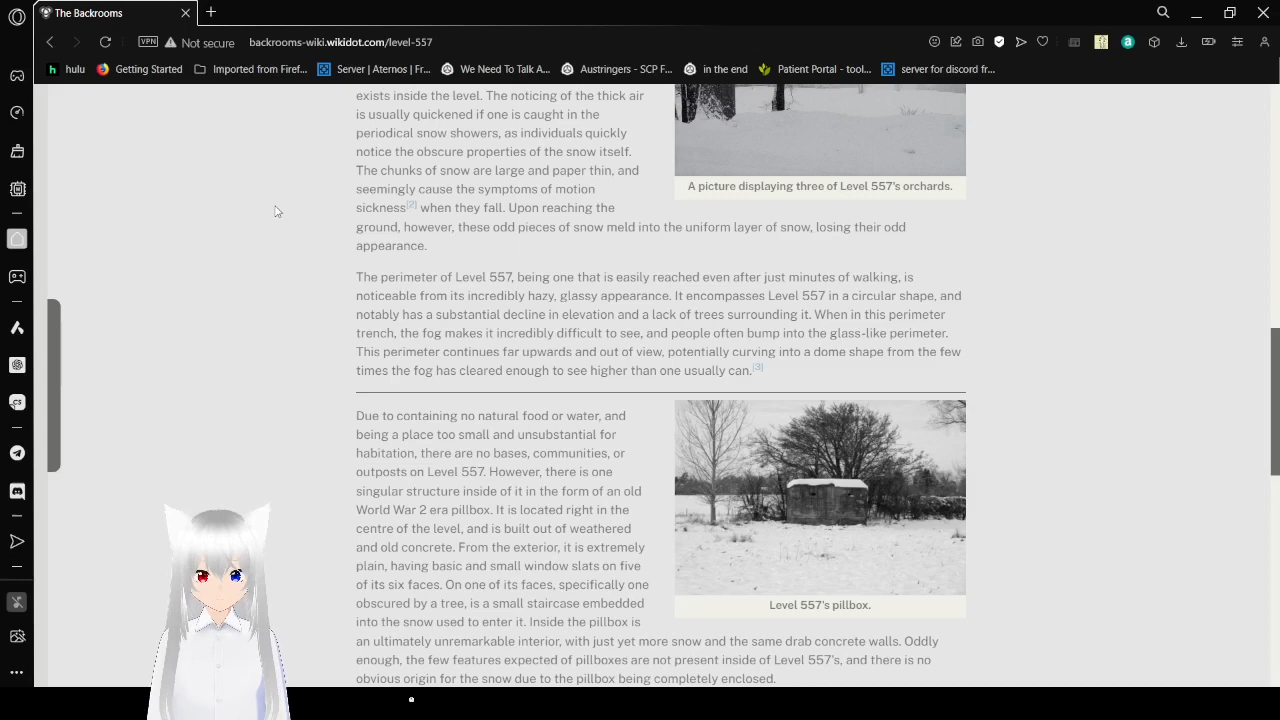 The Backrooms
VPN Not secure backrooms-wiki.wikidot.com/level-557
hulu Getting Started Imported from Firef... Server | Aternos | Fr... We Need To Talk A... Austringers - SCP F... in the end Patient Portal - tool... server for discord fr...
exists inside the level. The noticing of the thick air
is usually quickened if one is caught in the
periodical snow showers, as individuals quickly
notice the obscure properties of the snow itself.
The chunks of snow are large and paper thin, and
seemingly cause the symptoms of motion
sickness[2] when they fall. Upon reaching the
ground, however, these odd pieces of snow meld into the uniform layer of snow, losing their odd
appearance.
A picture displaying three of Level 557's orchards.
The perimeter of Level 557, being one that is easily reached even after just minutes of walking, is
noticeable from its incredibly hazy, glassy appearance. It encompasses Level 557 in a circular shape, and
notably has a substantial decline in elevation and a lack of trees surrounding it. When in this perimeter
trench, the fog makes it incredibly difficult to see, and people often bump into the glass-like perimeter.
This perimeter continues far upwards and out of view, potentially curving into a dome shape from the few
times the fog has cleared enough to see higher than one usually can.[3]
Due to containing no natural food or water, and
being a place too small and unsubstantial for
habitation, there are no bases, communities, or
outposts on Level 557. However, there is one
singular structure inside of it in the form of an old
World War 2 era pillbox. It is located right in the
centre of the level, and is built out of weathered
and old concrete. From the exterior, it is extremely
plain, having basic and small window slats on five
of its six faces. On one of its faces, specifically one
obscured by a tree, is a small staircase embedded
into the snow used to enter it. Inside the pillbox is
an ultimately unremarkable interior, with just yet more snow and the same drab concrete walls. Oddly
enough, the few features expected of pillboxes are not present inside of Level 557's, and there is no
obvious origin for the snow due to the pillbox being completely enclosed.
Level 557's pillbox.